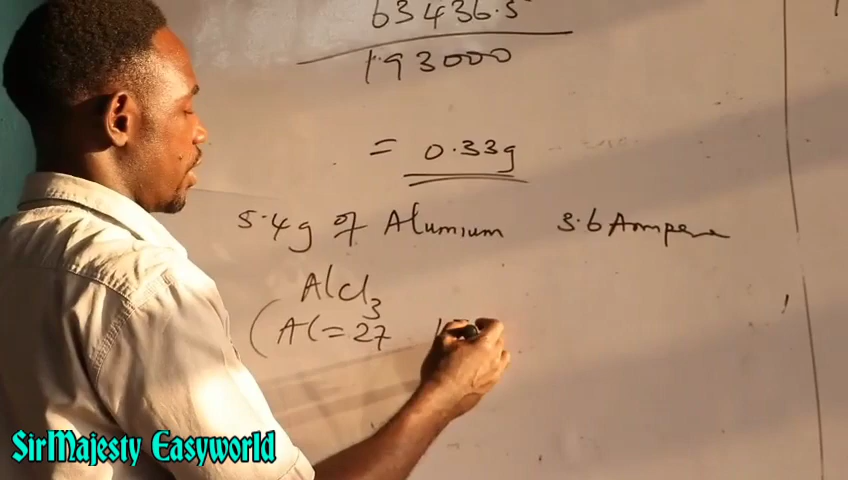 63436.5
193000
= 0.33g
5.4g of Alumium 3.6 Ampere
AlCl3
(Al = 27
SirMajesty Easyworld